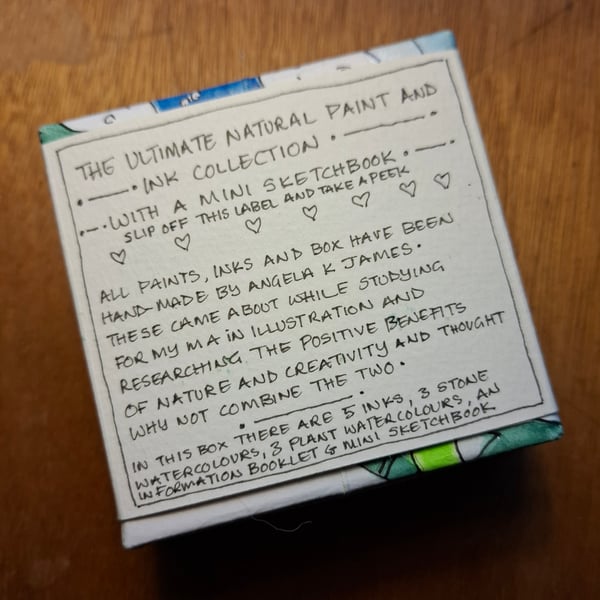 THE ULTIMATE NATURAL PAINT AND
INK COLLECTION
WITH A MINI SKETCHBOOK
SLIP OFF THIS LABEL AND TAKE A PEEK
ALL PAINTS, INKS AND BOX HAVE BEEN
HAND-MADE BY ANGELA K JAMES.
THESE CAME ABOUT WHILE STUDYING
FOR MY MA IN ILLUSTRATION AND
RESEARCHING THE POSITIVE BENEFITS
OF NATURE AND CREATIVITY AND THOUGHT
WHY NOT COMBINE THE TWO.
IN THIS BOX THERE ARE 5 INKS, 3 STONE
WATERCOLOURS, 3 PLANT WATERCOLOURS, AN
INFORMATION BOOKLET & MINI SKETCHBOOK